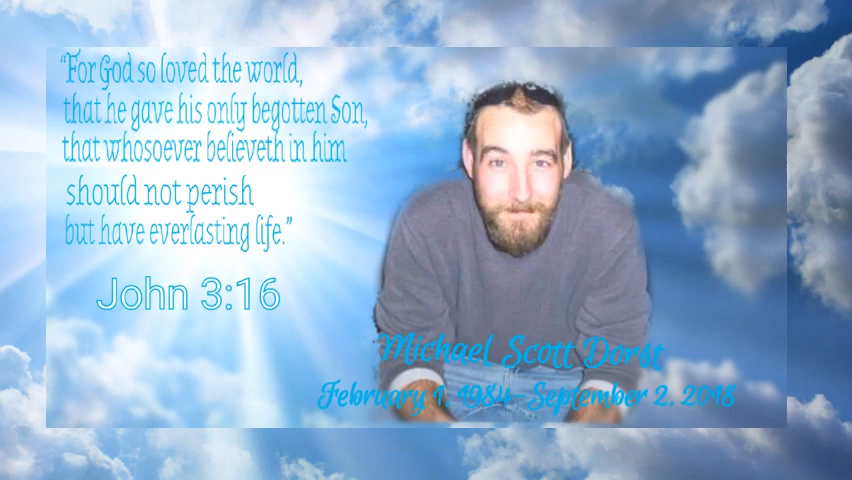 “For God so loved the world,
that he gave his only begotten Son,
that whosoever believeth in him
should not perish
but have everlasting life.”
John 3:16
Michael Scott Dorst
February 1, 1984-September 2, 2018